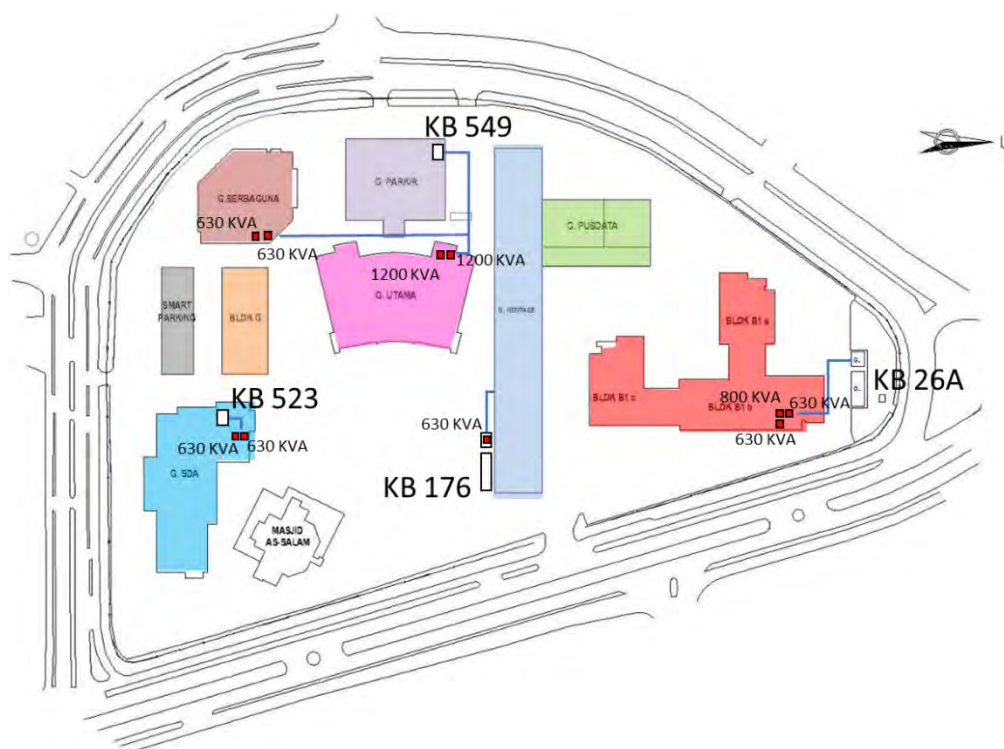 KB 549
U
G. PARKIR
G.SERBAGUNA
630 KVA
630 KVA
G. PUSDATA
1200 KVA
1200 KVA
G. UTAMA
SMART
PARKING
BLOK G
BLOK B1 a
P.
KB 26A
P.
BLOK B1 c
BLOK B1 b
800 KVA
630 KVA
630 KVA
KB 523
630 KVA
630 KVA
G. SDA
630 KVA
KB 176
MASJID
AS-SALAM